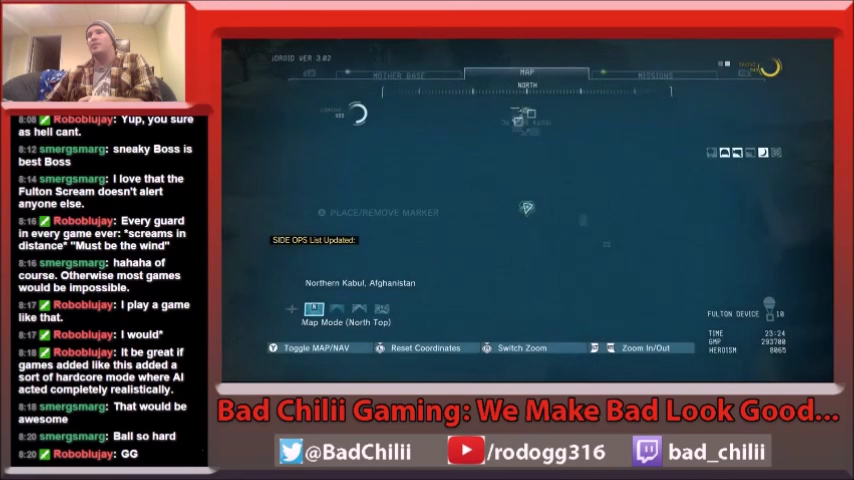 8:08 Roboblujay: Yup, you sure
as hell cant.
8:12 smergsmarg: sneaky Boss is
best Boss
8:14 smergsmarg: I love that the
Fulton Scream doesn't alert
anyone else.
8:16 Roboblujay: Every guard
in every game ever: *screams in
distance* "Must be the wind"
8:16 smergsmarg: hahaha of
course. Otherwise most games
would be impossible.
8:17 Roboblujay: I play a game
like that.
8:17 Roboblujay: I would*
8:18 Roboblujay: It be great if
games added like this added a
sort of hardcore mode where AI
acted completely realistically.
8:18 smergsmarg: That would be
awesome
8:20 smergsmarg: Ball so hard
8:20 Roboblujay: GG
iDROID VER 3.02
MOTHER BASE
MAP
MISSIONS
NORTH
PLACE/REMOVE MARKER
SIDE OPS List Updated:
Northern Kabul, Afghanistan
Map Mode (North Top)
FULTON DEVICE 10
TIME 23:24
GMP 293700
HEROISM 8065
Y Toggle MAP/NAV
Reset Coordinates
Switch Zoom
Zoom In/Out
Bad Chilii Gaming: We Make Bad Look Good...
@BadChilii
/rodogg316
bad_chilii